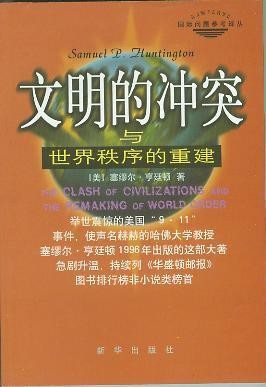 国际问题参考译丛
Samuel P. Huntington
文明的冲突
与
世界秩序的重建
［美］塞缪尔·亨廷顿 著
THE CLASH OF CIVILIZATIONS AND THE
REMAKING OF WORLD ORDER
举世震惊的美国“9·11”
事件，使声名赫赫的哈佛大学教授
塞缪尔·亨廷顿1996年出版的这部大著
急剧升温，持续列《华盛顿邮报》
图书排行榜非小说类榜首
新华出版社